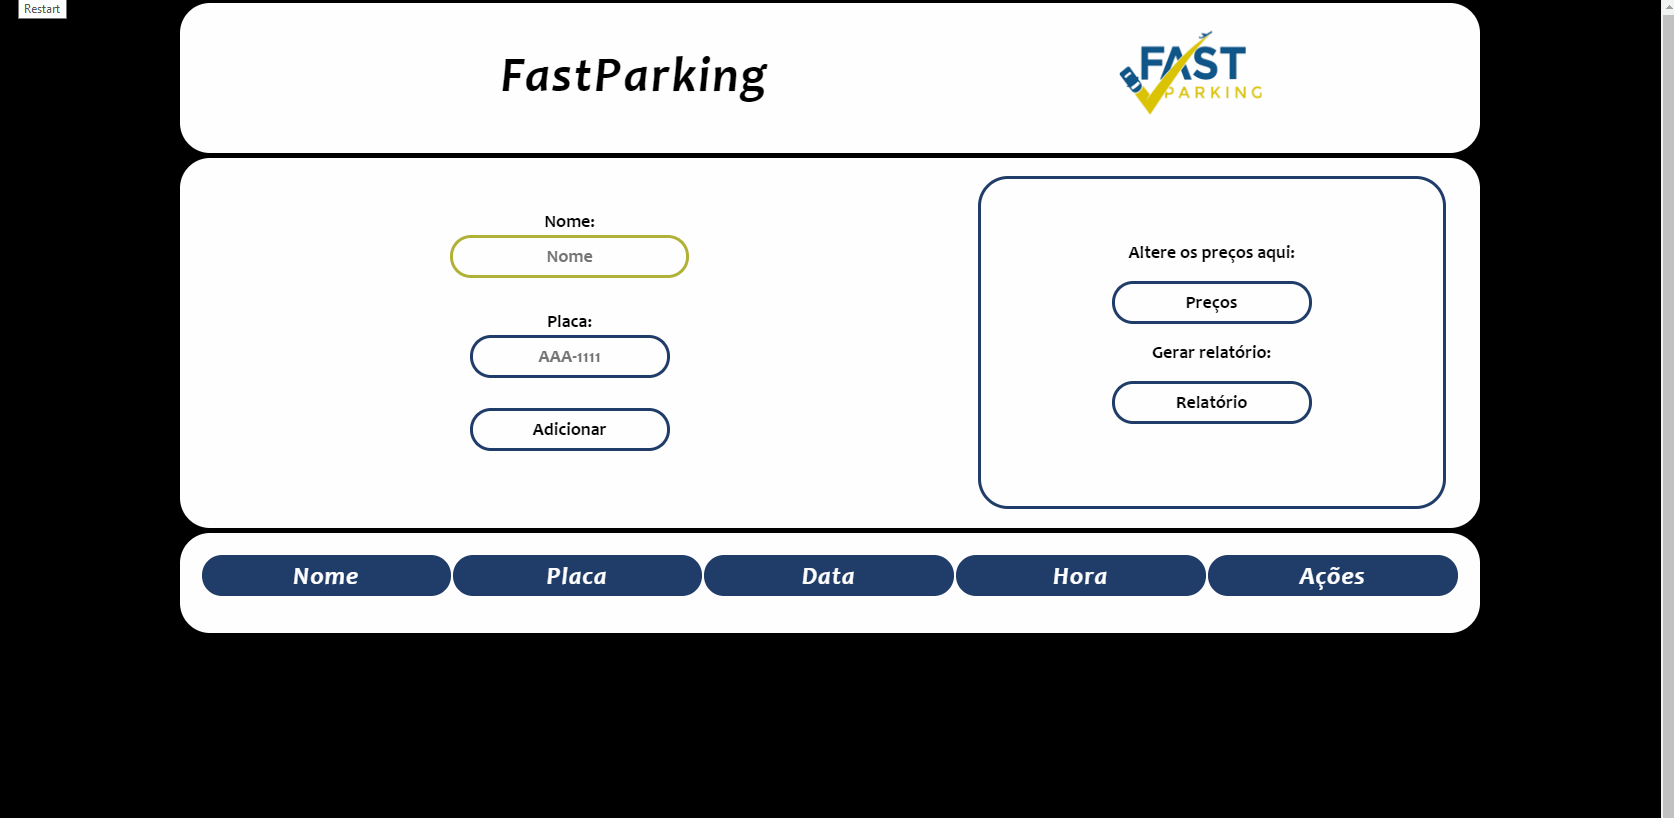 Restart
FastParking
FAST
PARKING
Nome:
Nome
Placa:
AAA-1111
Adicionar
Altere os preços aqui:
Preços
Gerar relatório:
Relatório
Nome Placa Data Hora Ações